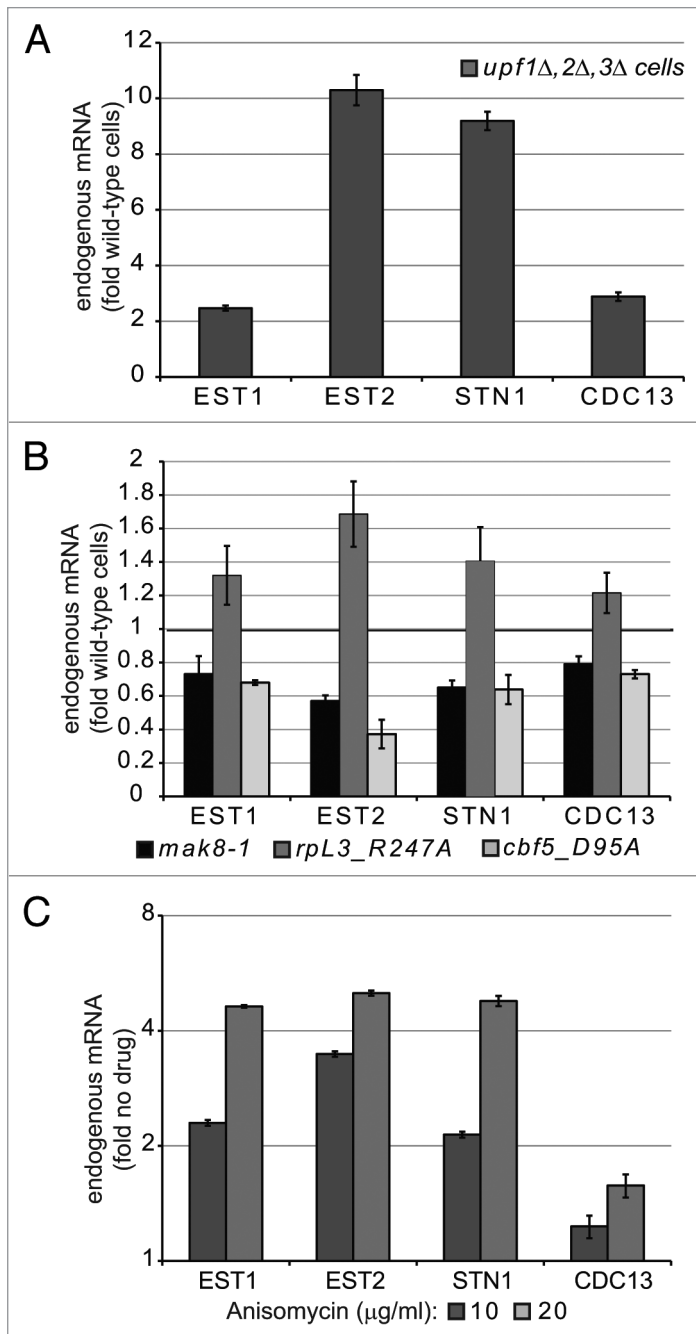 A
endogenous mRNA
(fold wild-type cells)
12
10
8
6
4
2
0
upf1Δ, 2Δ, 3Δ cells
EST1 EST2 STN1 CDC13
B
endogenous mRNA
(fold wild-type cells)
2
1.8
1.6
1.4
1.2
1
0.8
0.6
0.4
0.2
0
EST1 EST2 STN1 CDC13
mak8-1 rpL3_R247A cbf5_D95A
C
endogenous mRNA
(fold no drug)
8
4
2
1
EST1 EST2 STN1 CDC13
Anisomycin (µg/ml): 10 20